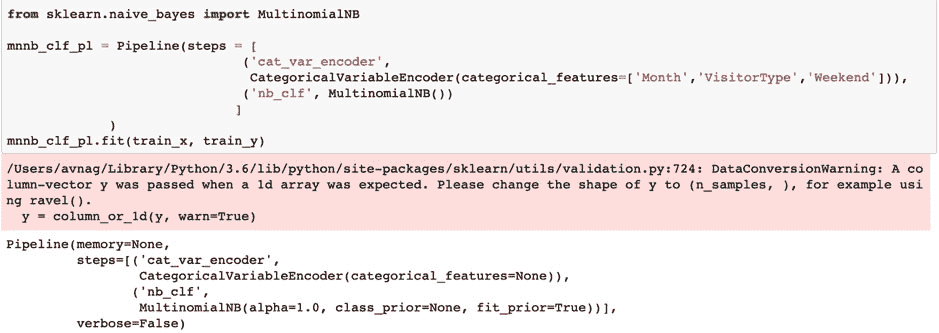 from sklearn.naive_bayes import MultinomialNB
mnnb_clf_pl = Pipeline(steps = [
('cat_var_encoder',
CategoricalVariableEncoder(categorical_features=['Month','VisitorType','Weekend'])),
('nb_clf', MultinomialNB())
]
)
mnnb_clf_pl.fit(train_x, train_y)
/Users/avnag/Library/Python/3.6/lib/python/site-packages/sklearn/utils/validation.py:724: DataConversionWarning: A co
lumn-vector y was passed when a 1d array was expected. Please change the shape of y to (n_samples, ), for example usi
ng ravel().
y = column_or_1d(y, warn=True)
Pipeline(memory=None,
steps=[('cat_var_encoder',
CategoricalVariableEncoder(categorical_features=None)),
('nb_clf',
MultinomialNB(alpha=1.0, class_prior=None, fit_prior=True))],
verbose=False)